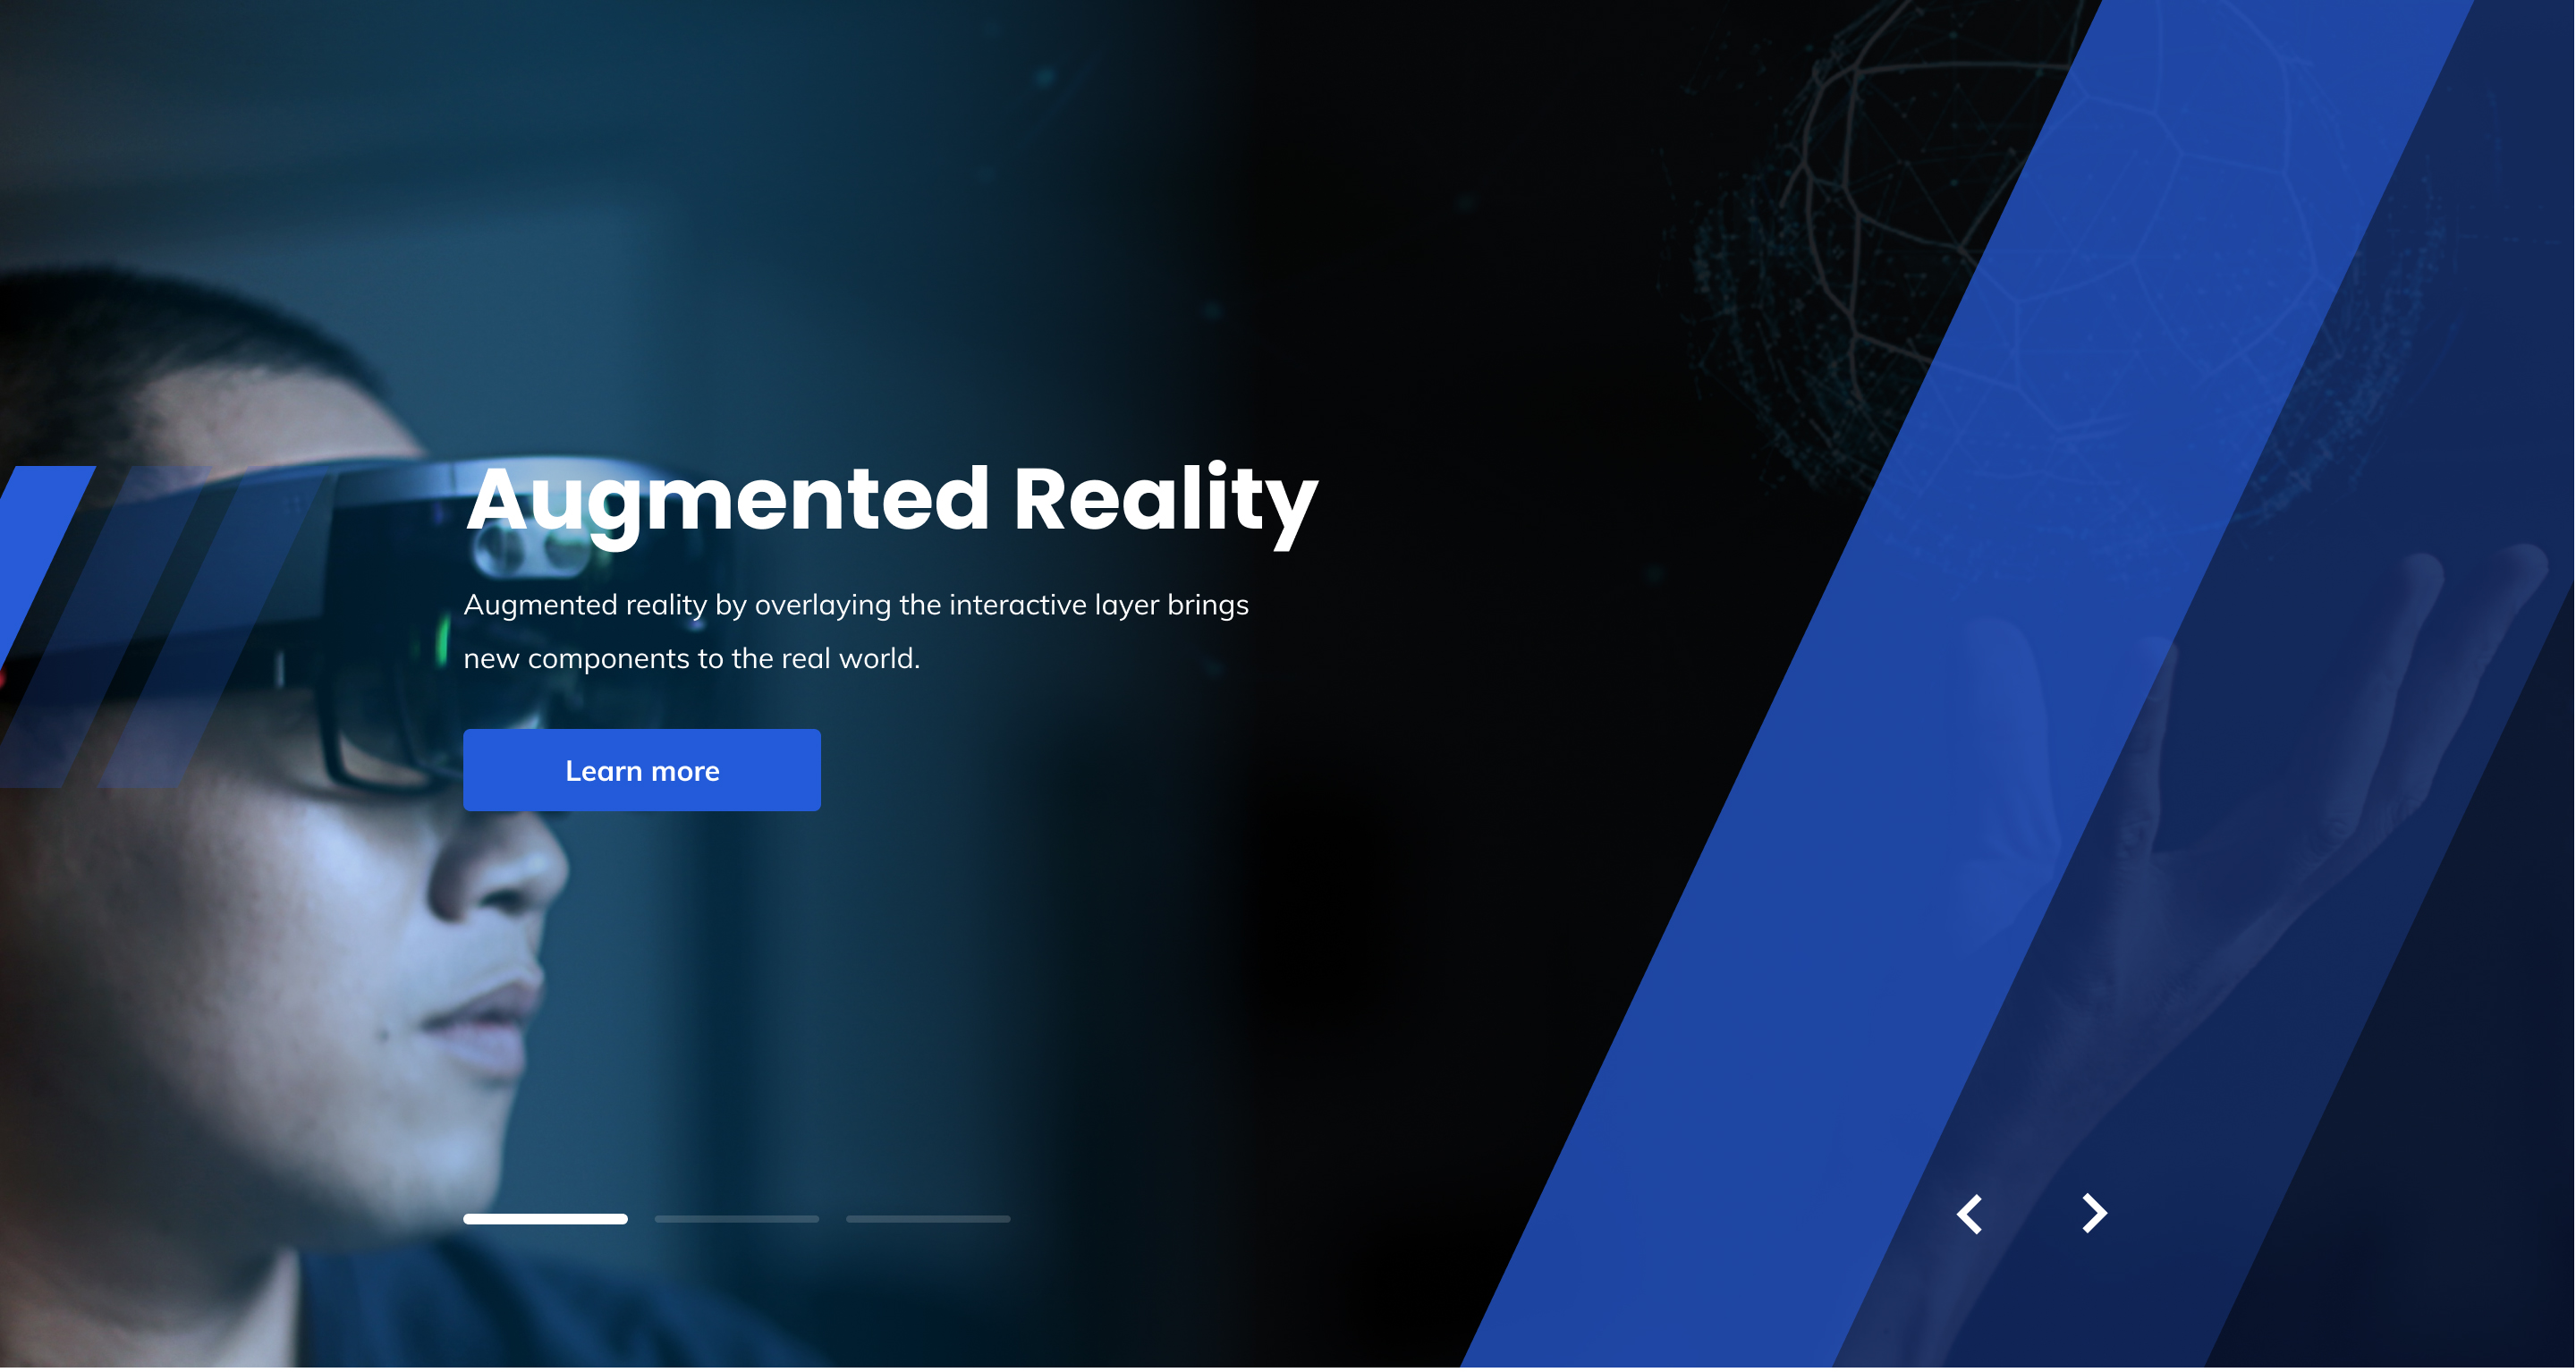 Augmented Reality
Augmented reality by overlaying the interactive layer brings
new components to the real world.
Learn more